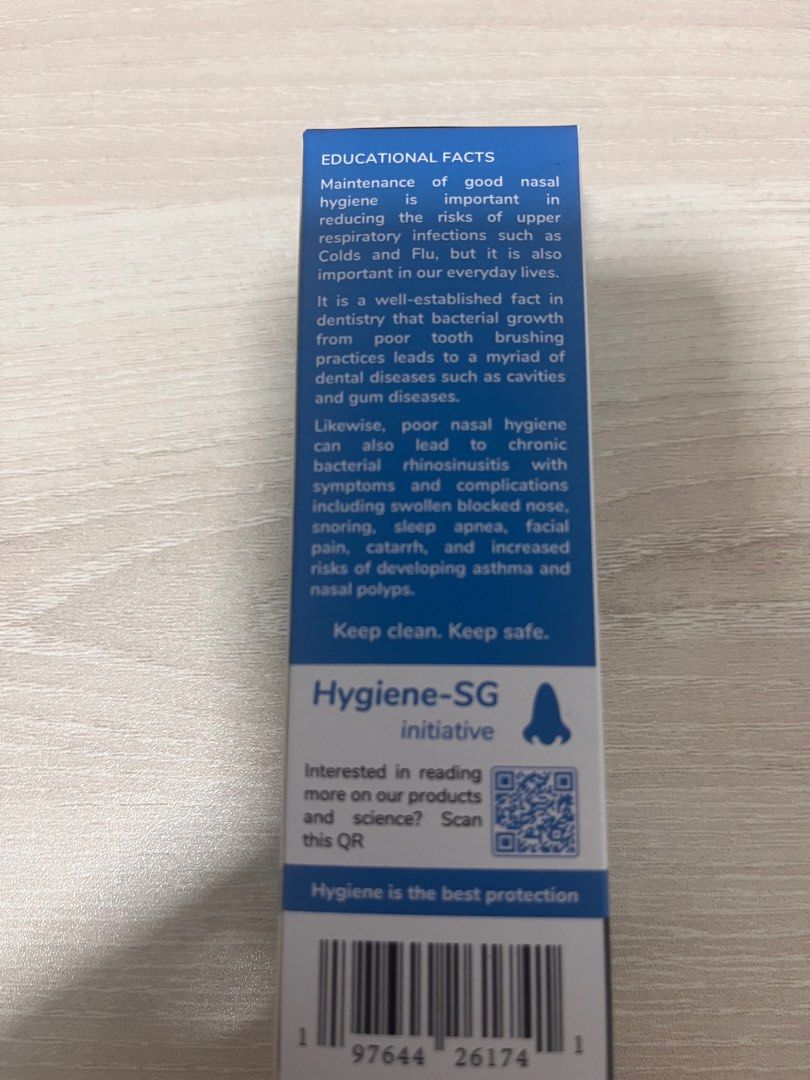 EDUCATIONAL FACTS
Maintenance of good nasal
hygiene is important in
reducing the risks of upper
respiratory infections such as
Colds and Flu, but it is also
important in our everyday lives.
It is a well-established fact in
dentistry that bacterial growth
from poor tooth brushing
practices leads to a myriad of
dental diseases such as cavities
and gum diseases.
Likewise, poor nasal hygiene
can also lead to chronic
bacterial rhinosinusitis with
symptoms and complications
including swollen blocked nose,
snoring, sleep apnea, facial
pain, catarrh, and increased
risks of developing asthma and
nasal polyps.
Keep clean. Keep safe.
Hygiene-SG
initiative
Interested in reading
more on our products
and science? Scan
this QR
Hygiene is the best protection
1 97644 26174 1